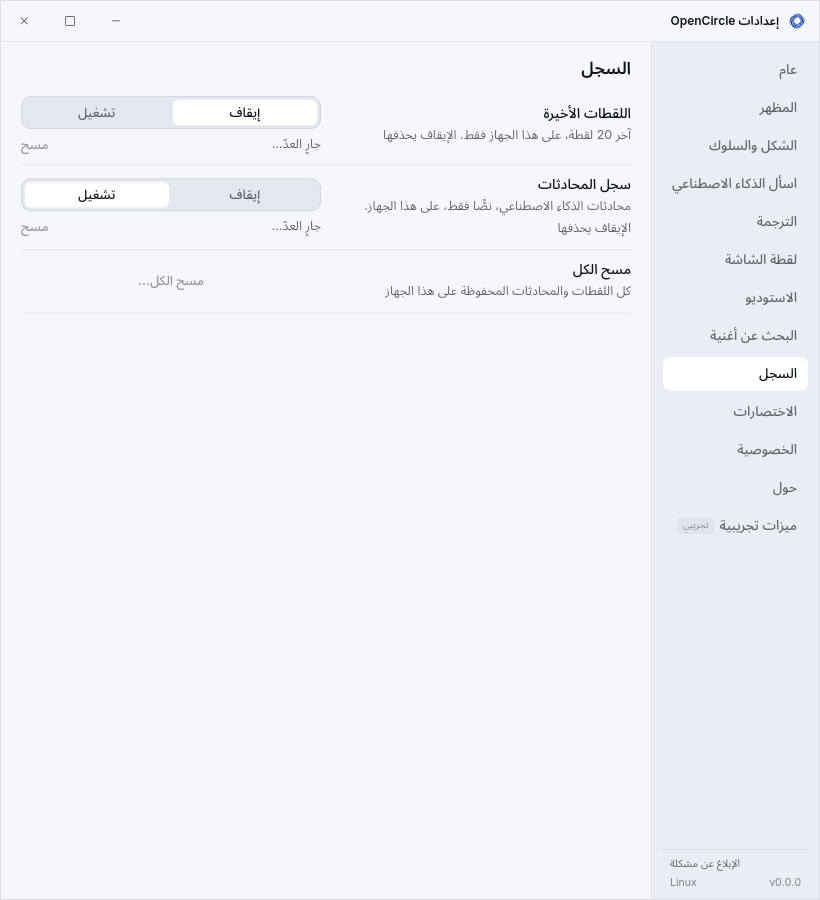 إعدادات OpenCircle
عام
المظهر
الشكل والسلوك
اسأل الذكاء الاصطناعي
الترجمة
لقطة الشاشة
الاستوديو
البحث عن أغنية
السجل
الاختصارات
الخصوصية
حول
ميزات تجريبية تجريبي
الإبلاغ عن مشكلة
Linux v0.0.0
السجل
اللقطات الأخيرة
آخر 20 لقطة، على هذا الجهاز فقط. الإيقاف يحذفها
إيقاف تشغيل
جارٍ العدّ... مسح
سجل المحادثات
محادثات الذكاء الاصطناعي، نصًّا فقط، على هذا الجهاز.
الإيقاف يحذفها
إيقاف تشغيل
جارٍ العدّ... مسح
مسح الكل
كل اللقطات والمحادثات المحفوظة على هذا الجهاز
مسح الكل...